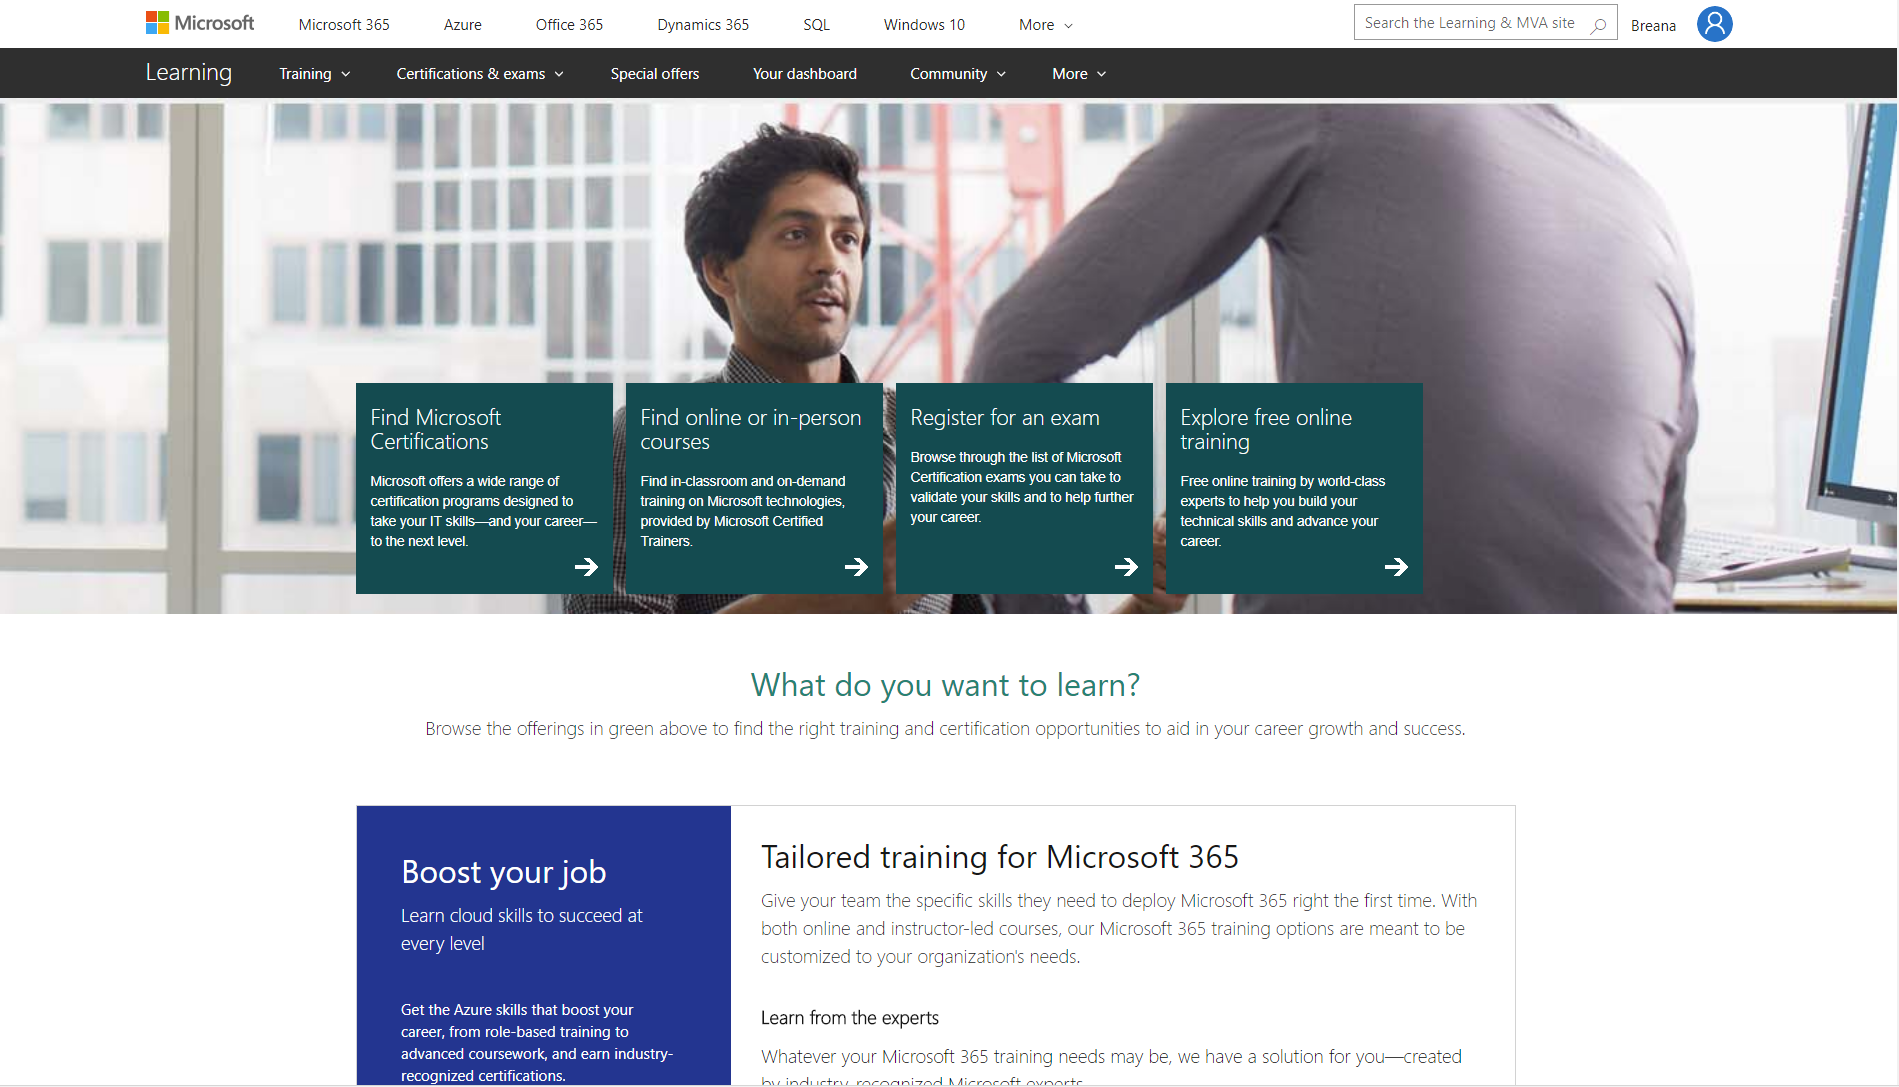 Microsoft
Microsoft 365
Azure
Office 365
Dynamics 365
SQL
Windows 10
More
Search the Learning & MVA site
Breana
Learning
Training
Certifications & exams
Special offers
Your dashboard
Community
More
Find Microsoft
Certifications
Microsoft offers a wide range of
certification programs designed to
take your IT skills—and your career—
to the next level.
Find online or in-person
courses
Find in-classroom and on-demand
training on Microsoft technologies,
provided by Microsoft Certified
Trainers.
Register for an exam
Browse through the list of Microsoft
Certification exams you can take to
validate your skills and to help further
your career.
Explore free online
training
Free online training by world-class
experts to help you build your
technical skills and advance your
career.
What do you want to learn?
Browse the offerings in green above to find the right training and certification opportunities to aid in your career growth and success.
Boost your job
Learn cloud skills to succeed at
every level
Get the Azure skills that boost your
career, from role-based training to
advanced coursework, and earn industry-
recognized certifications.
Tailored training for Microsoft 365
Give your team the specific skills they need to deploy Microsoft 365 right the first time. With
both online and instructor-led courses, our Microsoft 365 training options are meant to be
customized to your organization's needs.
Learn from the experts
Whatever your Microsoft 365 training needs may be, we have a solution for you—created
by industry-recognized Microsoft experts